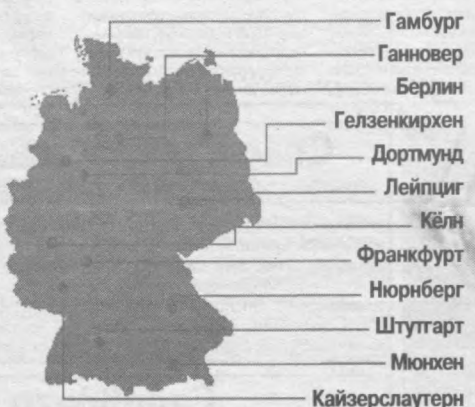 Гамбург
Ганновер
Берлин
Гелзенкирхен
Дортмунд
Лейпциг
Кёлн
Франкфурт
Нюрнберг
Штутгарт
Мюнхен
Кайзерслаутерн